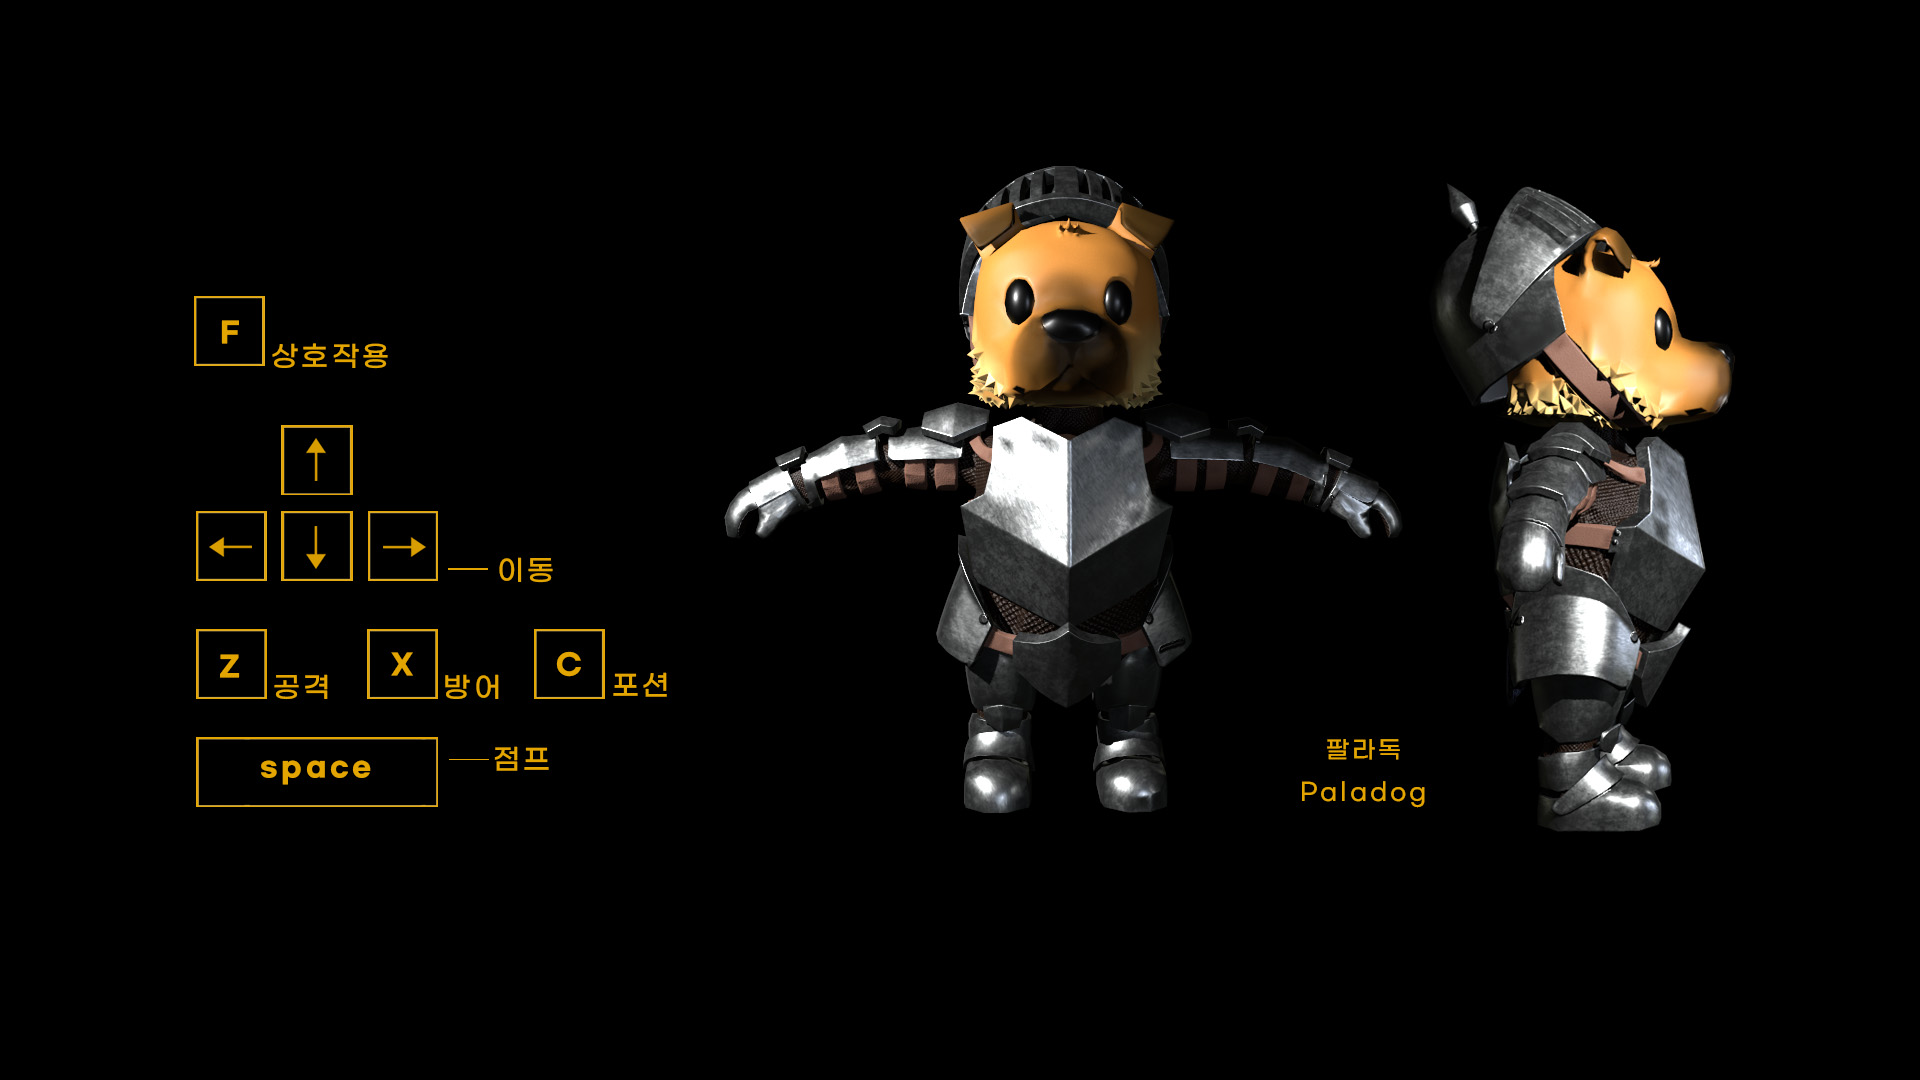 F 상호작용
↑
← ↓ → 이동
Z 공격 X 방어 C 포션
space 점프
팔라독
Paladog